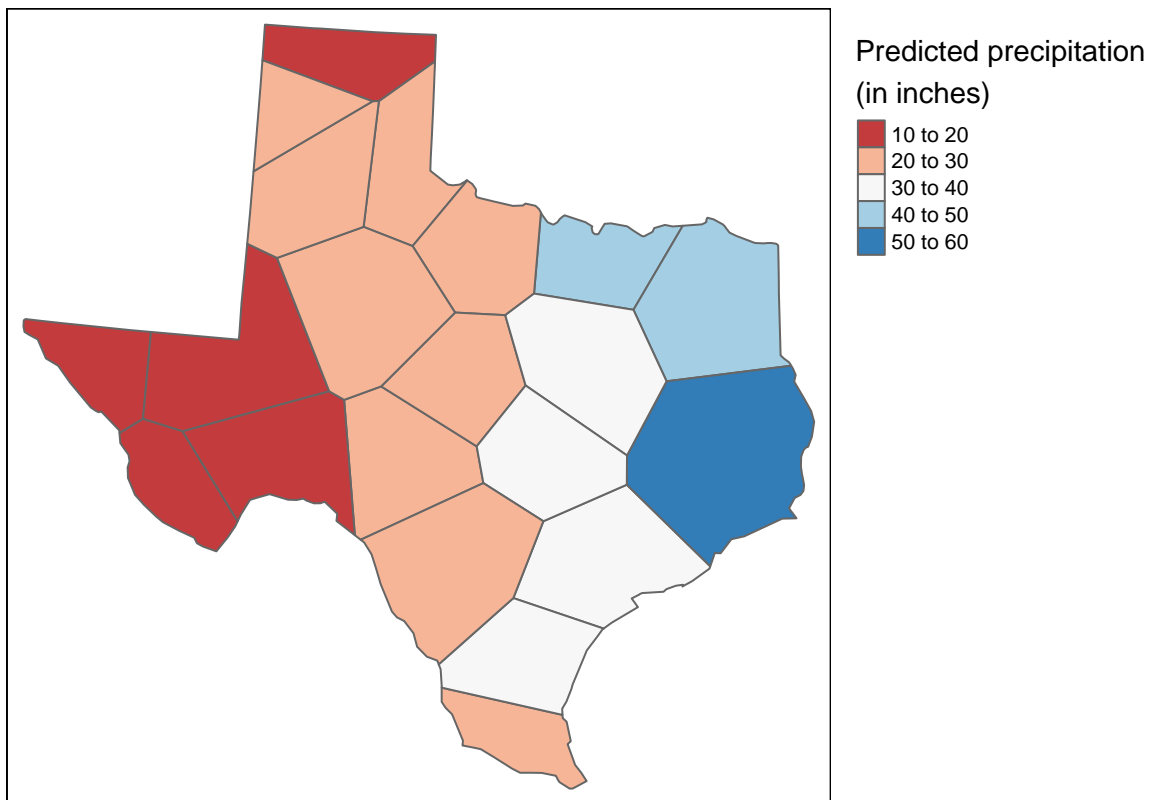 Predicted precipitation
(in inches)
10 to 20
20 to 30
30 to 40
40 to 50
50 to 60